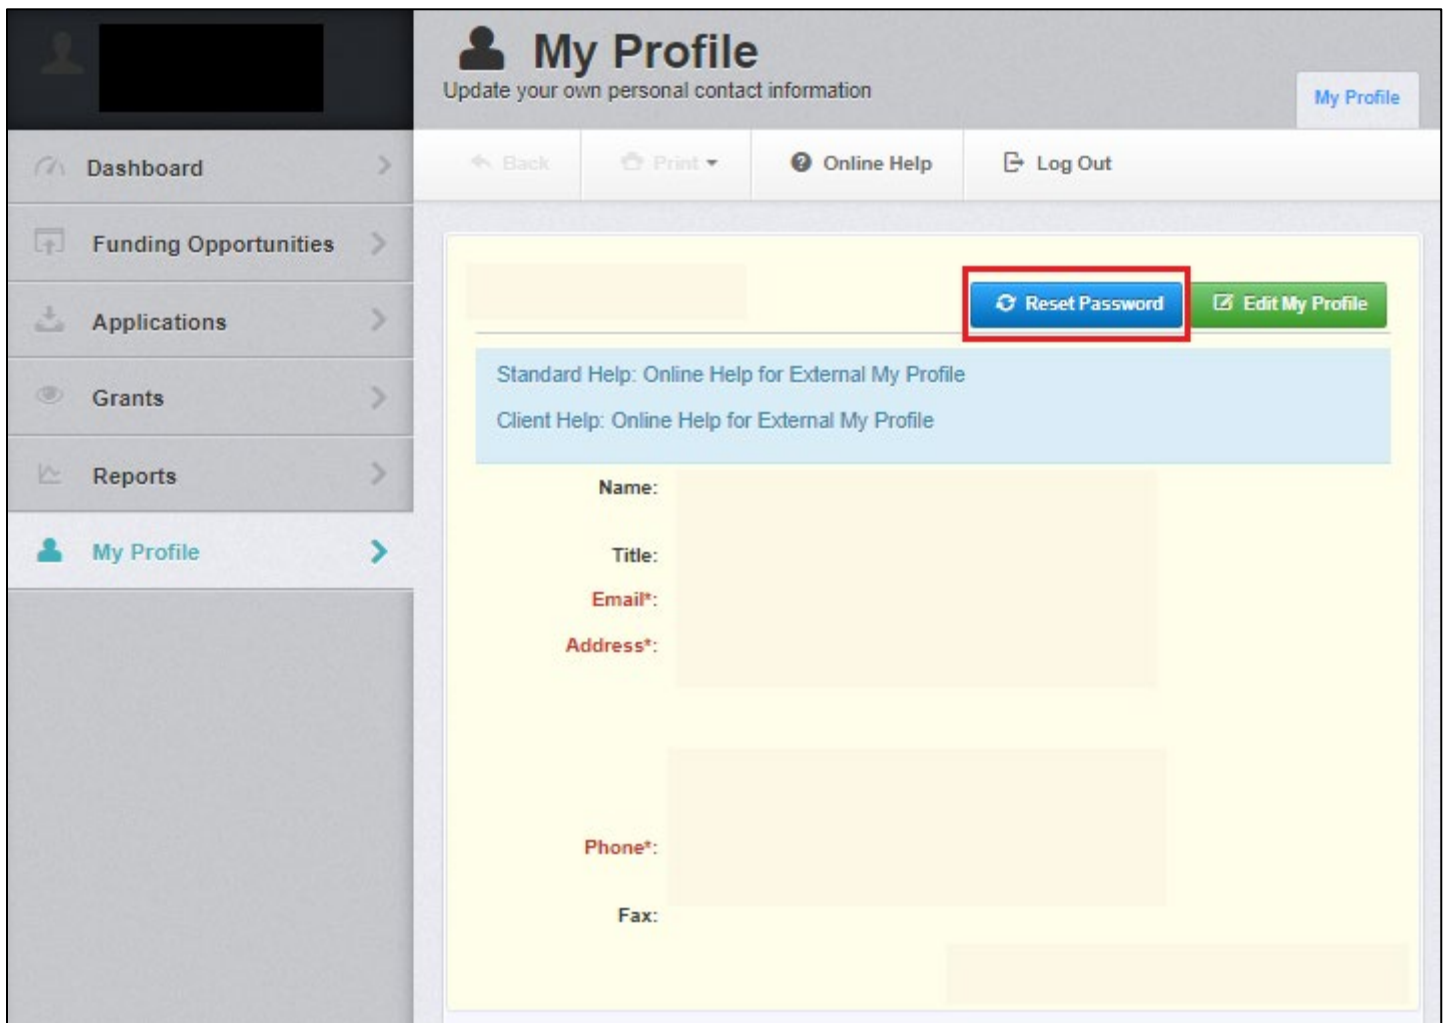 My Profile
Update your own personal contact information
My Profile
Dashboard
Funding Opportunities
Applications
Grants
Reports
My Profile
Back
Print
Online Help
Log Out
Reset Password
Edit My Profile
Standard Help: Online Help for External My Profile
Client Help: Online Help for External My Profile
Name:
Title:
Email*:
Address*:
Phone*:
Fax: